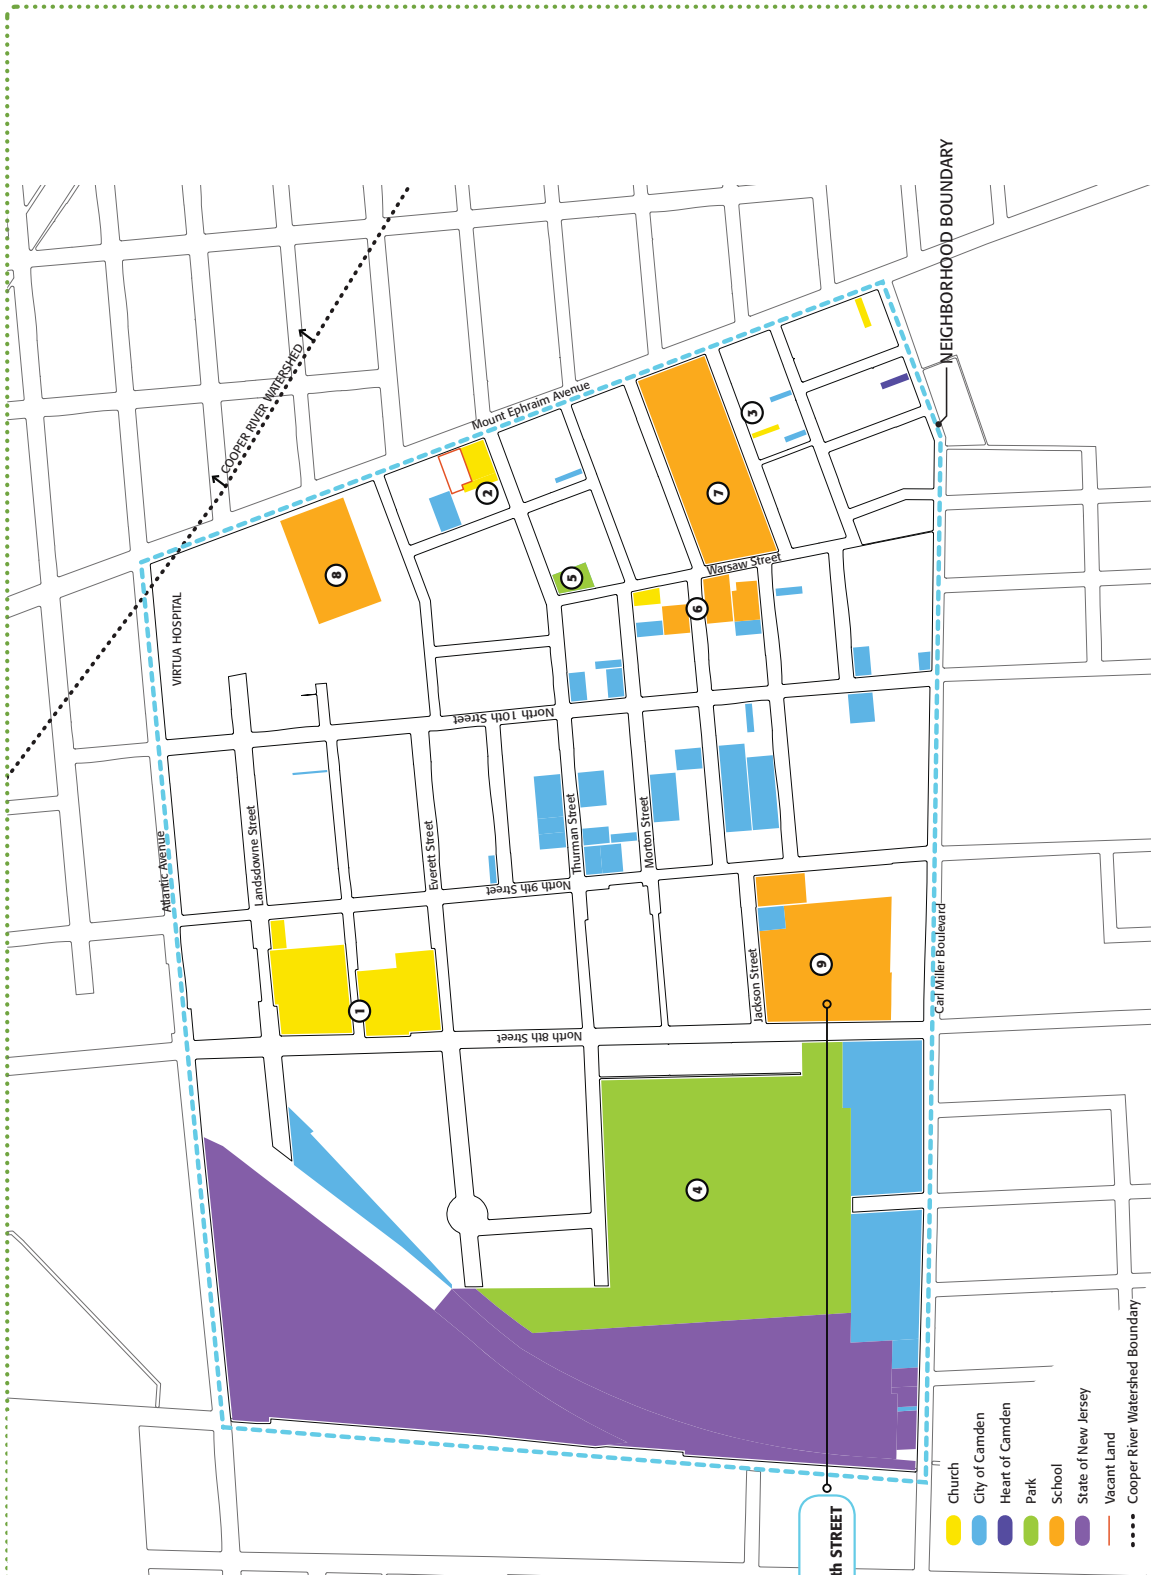 COOPER RIVER WATERSHED
NEIGHBORHOOD BOUNDARY
Mount Ephraim Avenue
VIRTUA HOSPITAL
Atlantic Avenue
Landsdowne Street
Everett Street
Thurman Street
Morton Street
Jackson Street
Carl Miller Boulevard
Warsaw Street
North 10th Street
North 9th Street
North 8th Street
1
2
3
4
5
6
7
8
9
th STREET
Church
City of Camden
Heart of Camden
Park
School
State of New Jersey
Vacant Land
Cooper River Watershed Boundary